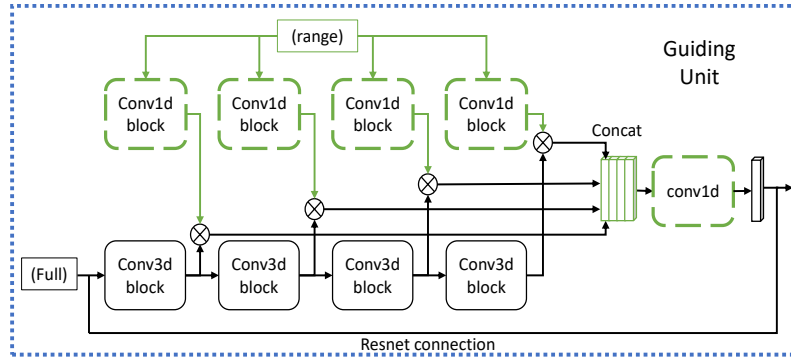 (range)
Guiding
Unit
Conv1d
block
Conv1d
block
Conv1d
block
Conv1d
block
Concat
conv1d
(Full)
Conv3d
block
Conv3d
block
Conv3d
block
Conv3d
block
Resnet connection